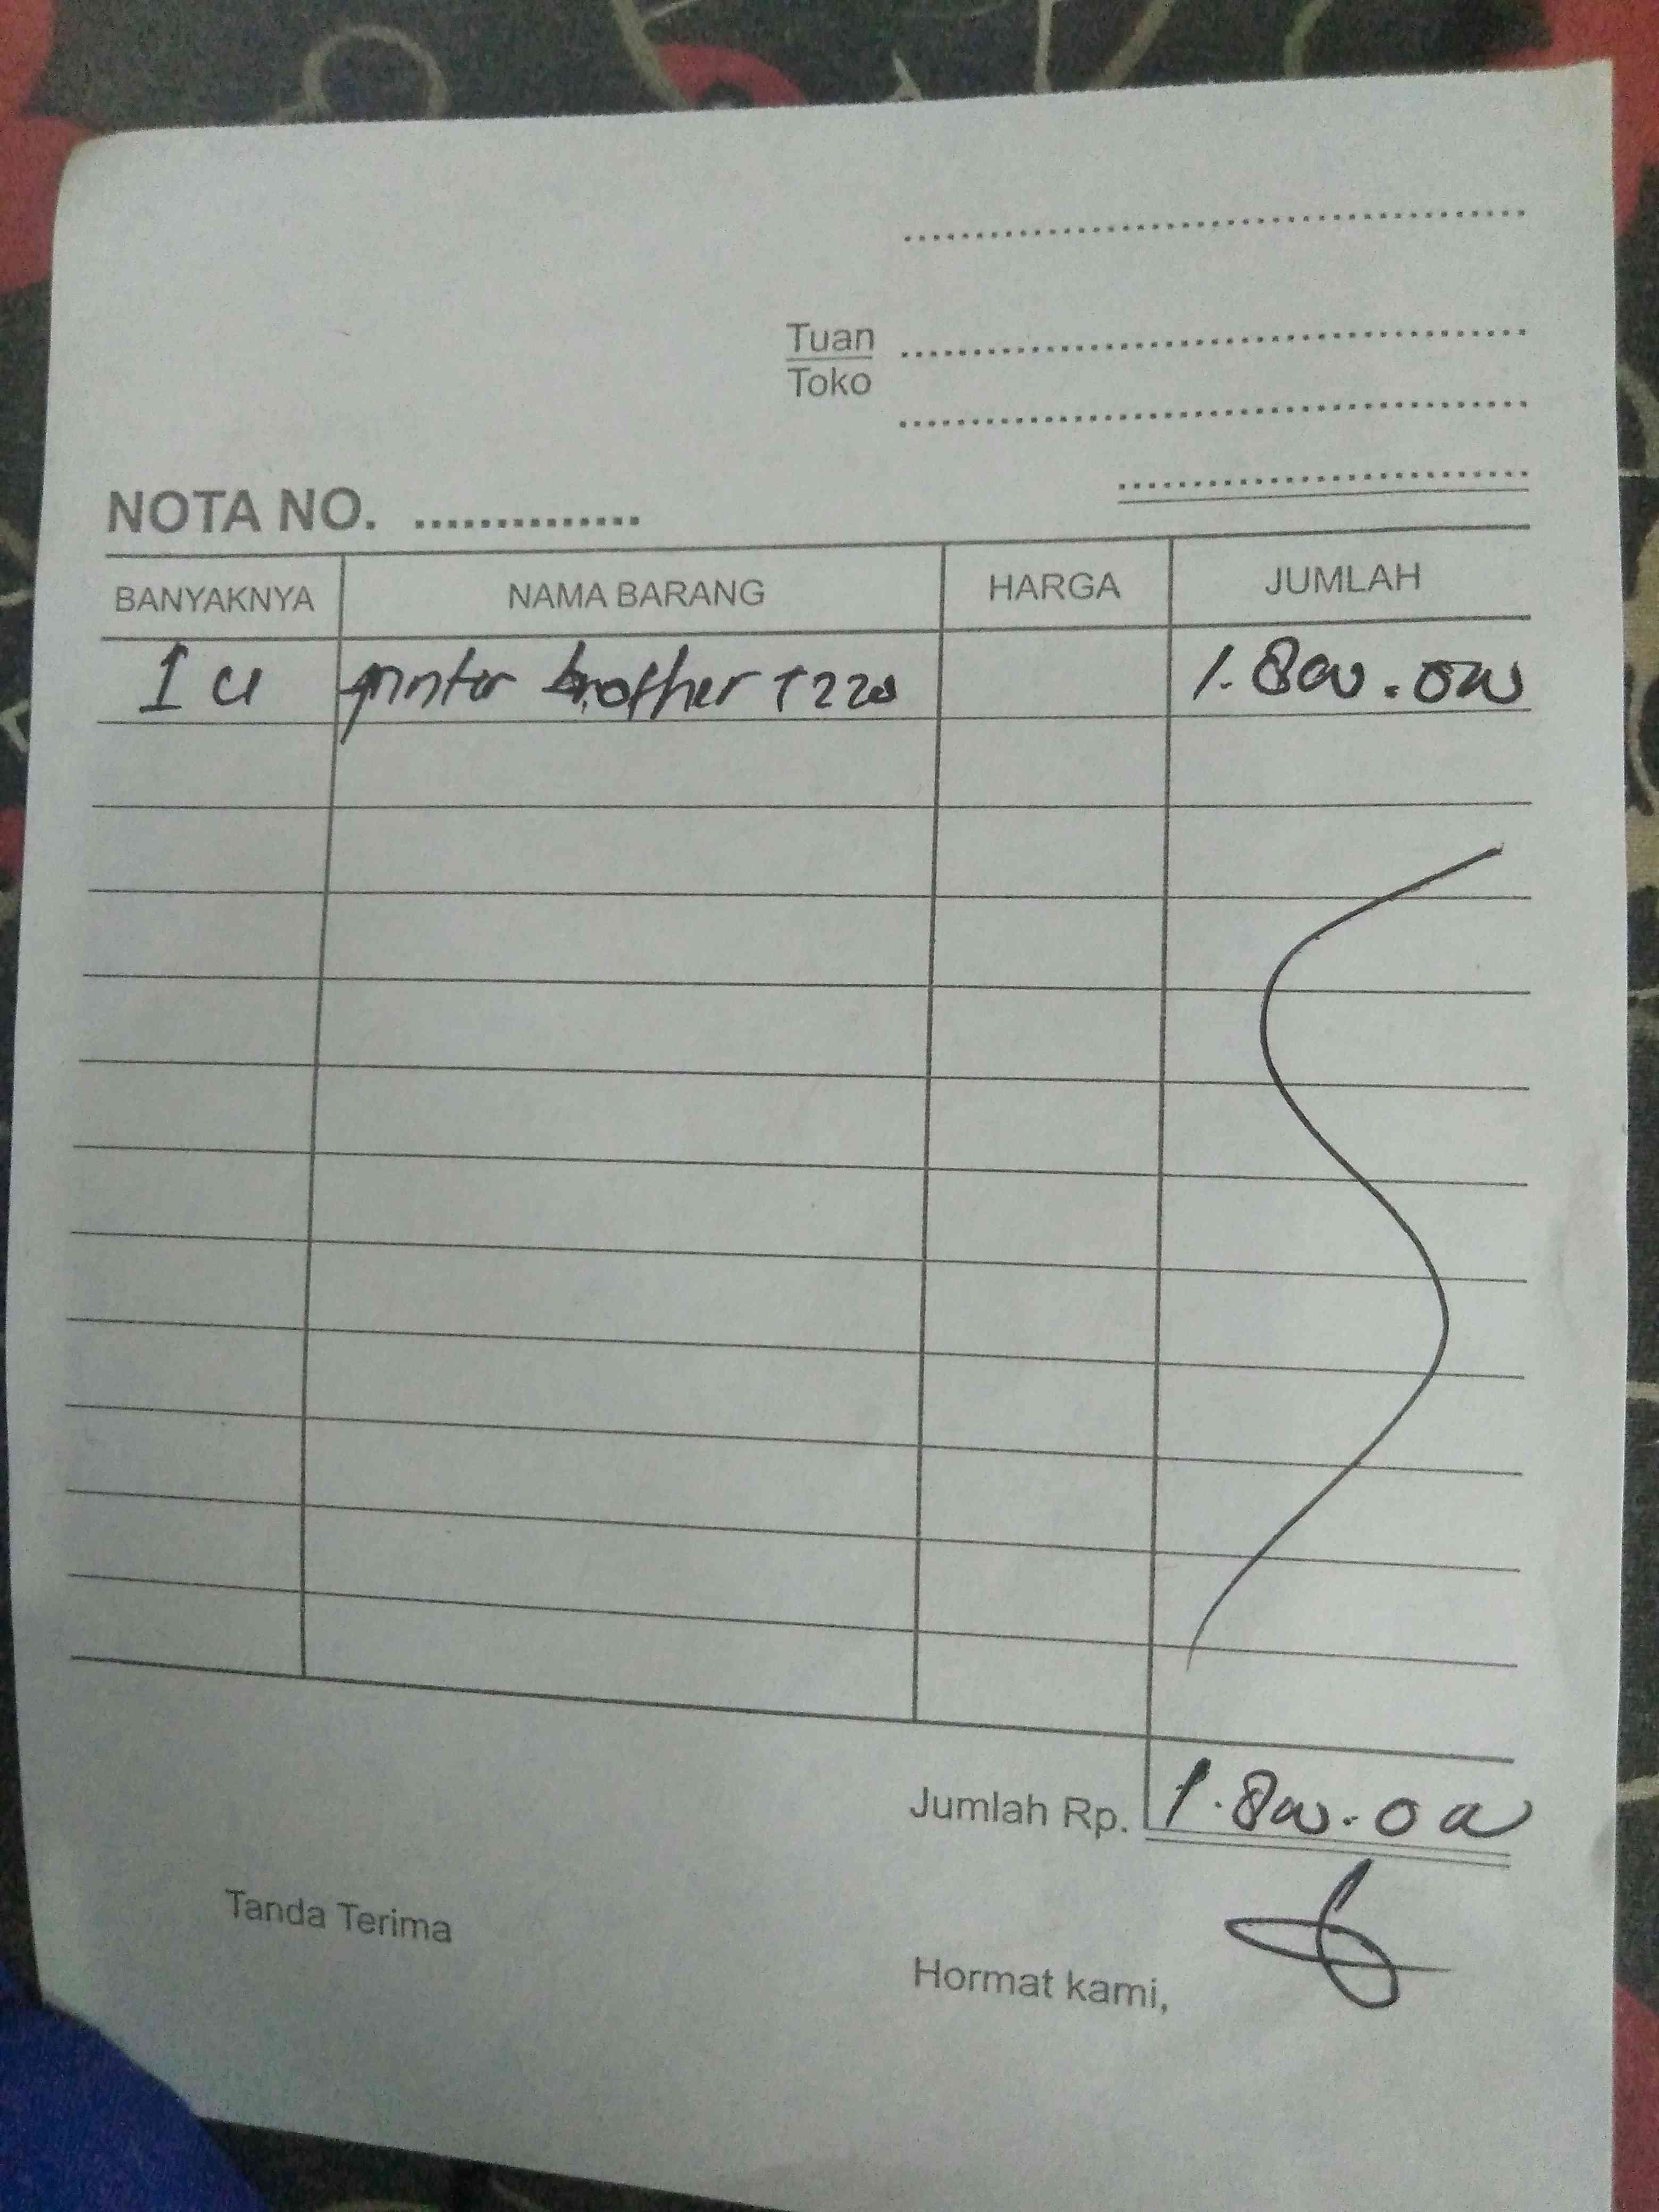 Tuan
Toko
NOTA NO. ..............
BANYAKNYA NAMA BARANG HARGA JUMLAH
1 U printer brother T220 1.800.000
Jumlah Rp. 1.800.000
Tanda Terima
Hormat kami,